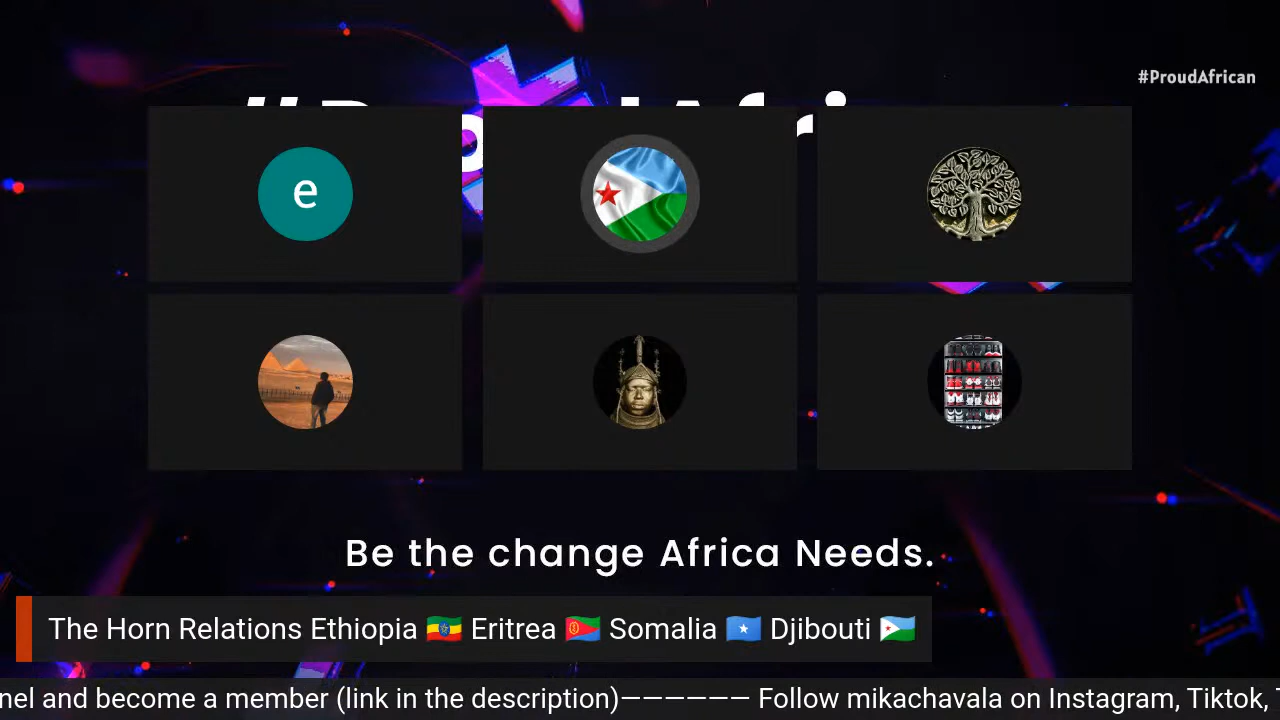 #ProudAfrican
e
Be the change Africa Needs.
The Horn Relations Ethiopia 🇪🇹 Eritrea 🇪🇷 Somalia 🇸🇴 Djibouti 🇩🇯
nel and become a member (link in the description)—————— Follow mikachavala on Instagram, Tiktok,